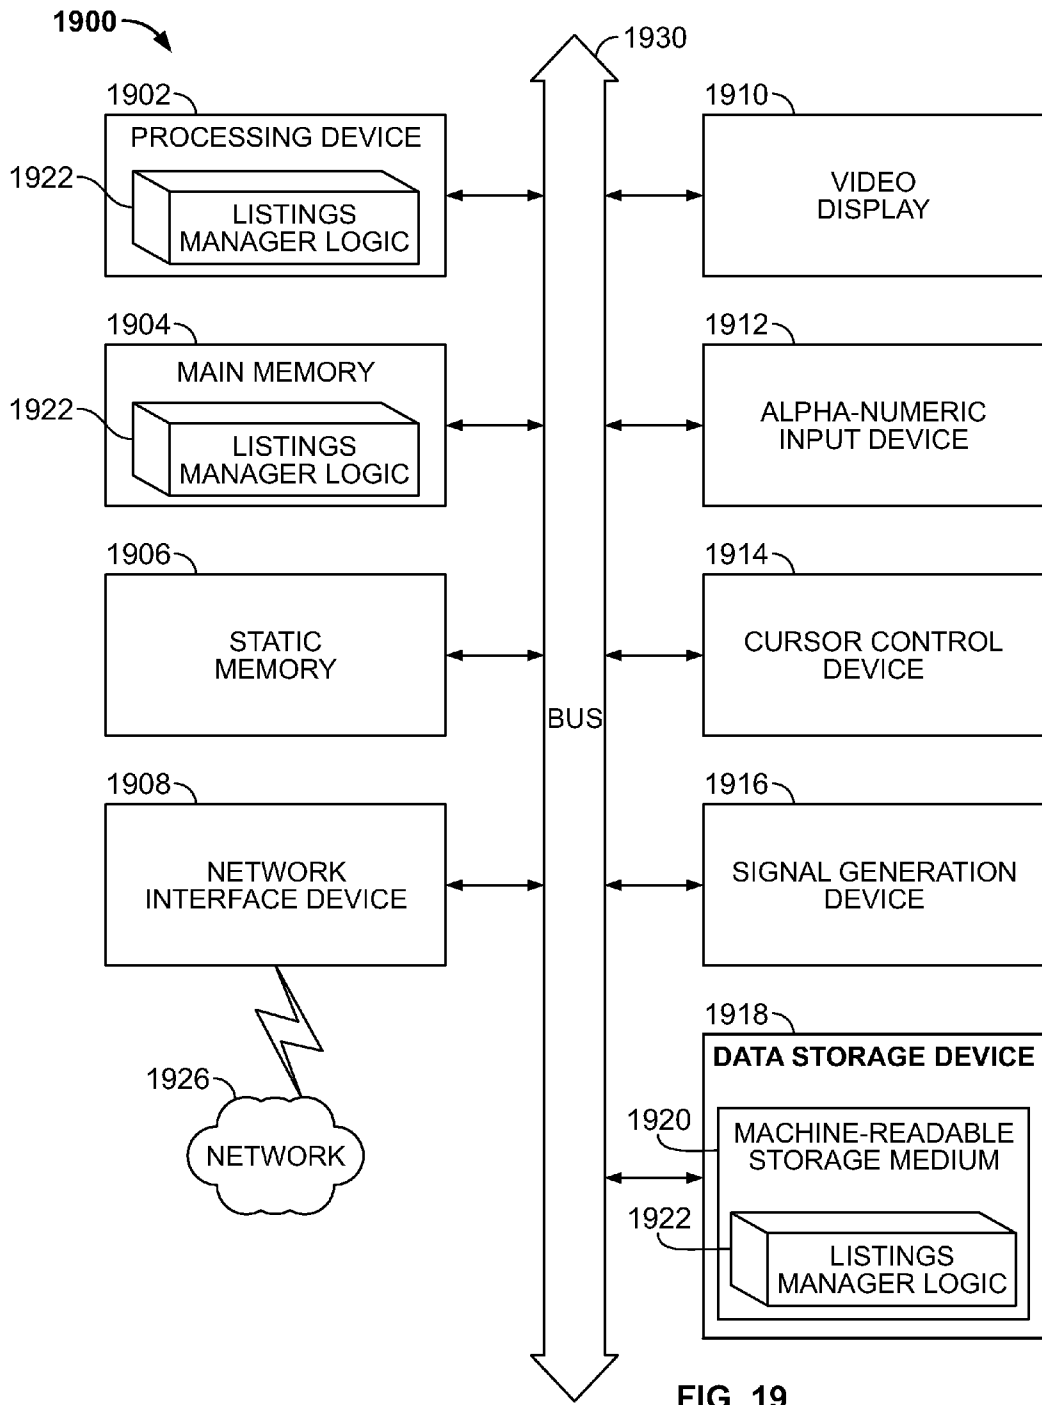 1900
1930
1902
PROCESSING DEVICE
1922
LISTINGS
MANAGER LOGIC
1910
VIDEO
DISPLAY
1904
MAIN MEMORY
1922
LISTINGS
MANAGER LOGIC
1912
ALPHA-NUMERIC
INPUT DEVICE
1906
STATIC
MEMORY
1914
CURSOR CONTROL
DEVICE
BUS
1908
NETWORK
INTERFACE DEVICE
1916
SIGNAL GENERATION
DEVICE
1926
NETWORK
1918
DATA STORAGE DEVICE
1920
MACHINE-READABLE
STORAGE MEDIUM
1922
LISTINGS
MANAGER LOGIC
FIG. 19